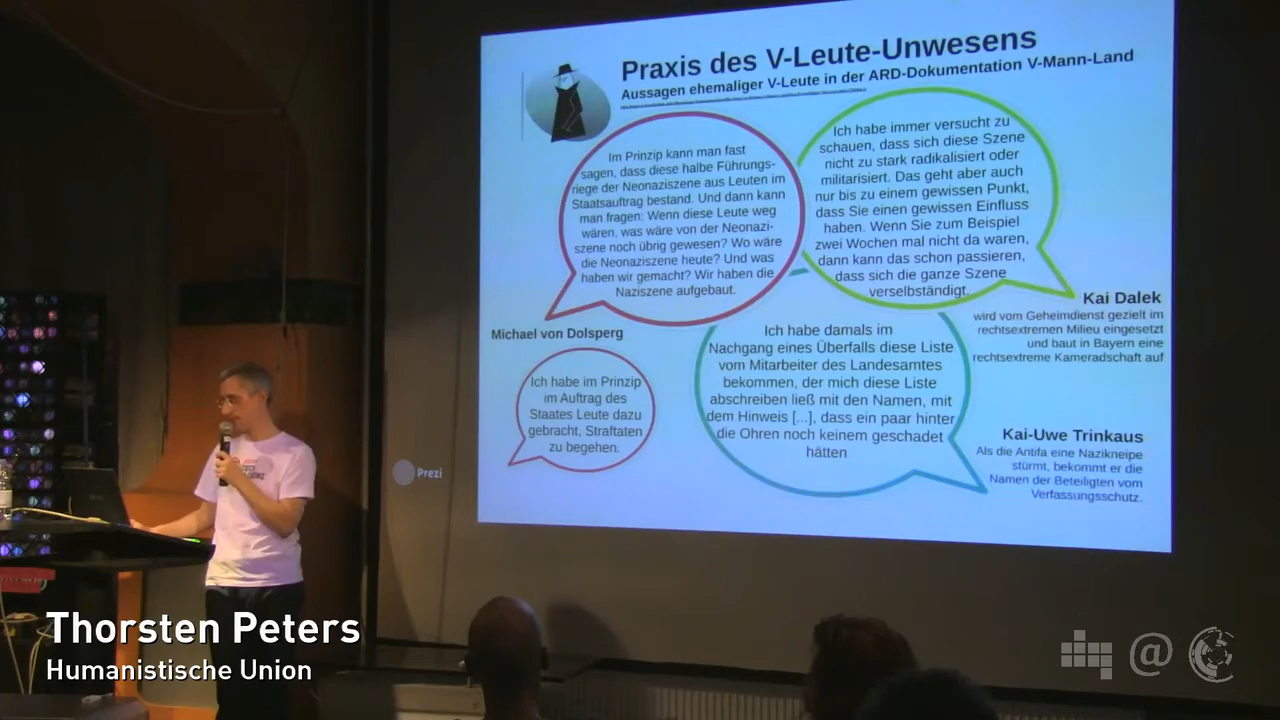 Praxis des V-Leute-Unwesens
Aussagen ehemaliger V-Leute in der ARD-Dokumentation V-Mann-Land
Im Prinzip kann man fast
sagen, dass diese halbe Führungs-
riege der Neonaziszene aus Leuten im
Staatsauftrag bestand. Und dann kann
man fragen: Wenn diese Leute weg
wären, was wäre von der Neonazi-
szene noch übrig gewesen? Wo wäre
die Neonaziszene heute? Und was
haben wir gemacht? Wir haben die
Naziszene aufgebaut.
Michael von Dolsperg
Ich habe im Prinzip
im Auftrag des
Staates Leute dazu
gebracht, Straftaten
zu begehen.
Ich habe immer versucht zu
schauen, dass sich diese Szene
nicht zu stark radikalisiert oder
militarisiert. Das geht aber auch
nur bis zu einem gewissen Punkt,
dass Sie einen gewissen Einfluss
haben. Wenn Sie zum Beispiel
zwei Wochen mal nicht da waren,
dann kann das schon passieren,
dass sich die ganze Szene
verselbständigt.
Kai Dalek
wird vom Geheimdienst gezielt im
rechtsextremen Milieu eingesetzt
und baut in Bayern eine
rechtsextreme Kameradschaft auf
Ich habe damals im
Nachgang eines Überfalls diese Liste
vom Mitarbeiter des Landesamtes
bekommen, der mich diese Liste
abschreiben ließ mit den Namen, mit
dem Hinweis [...], dass ein paar hinter
die Ohren noch keinem geschadet
hätten
Kai-Uwe Trinkaus
Als die Antifa eine Nazikneipe
stürmt, bekommt er die
Namen der Beteiligten vom
Verfassungsschutz.
Prezi
Thorsten Peters
Humanistische Union
@